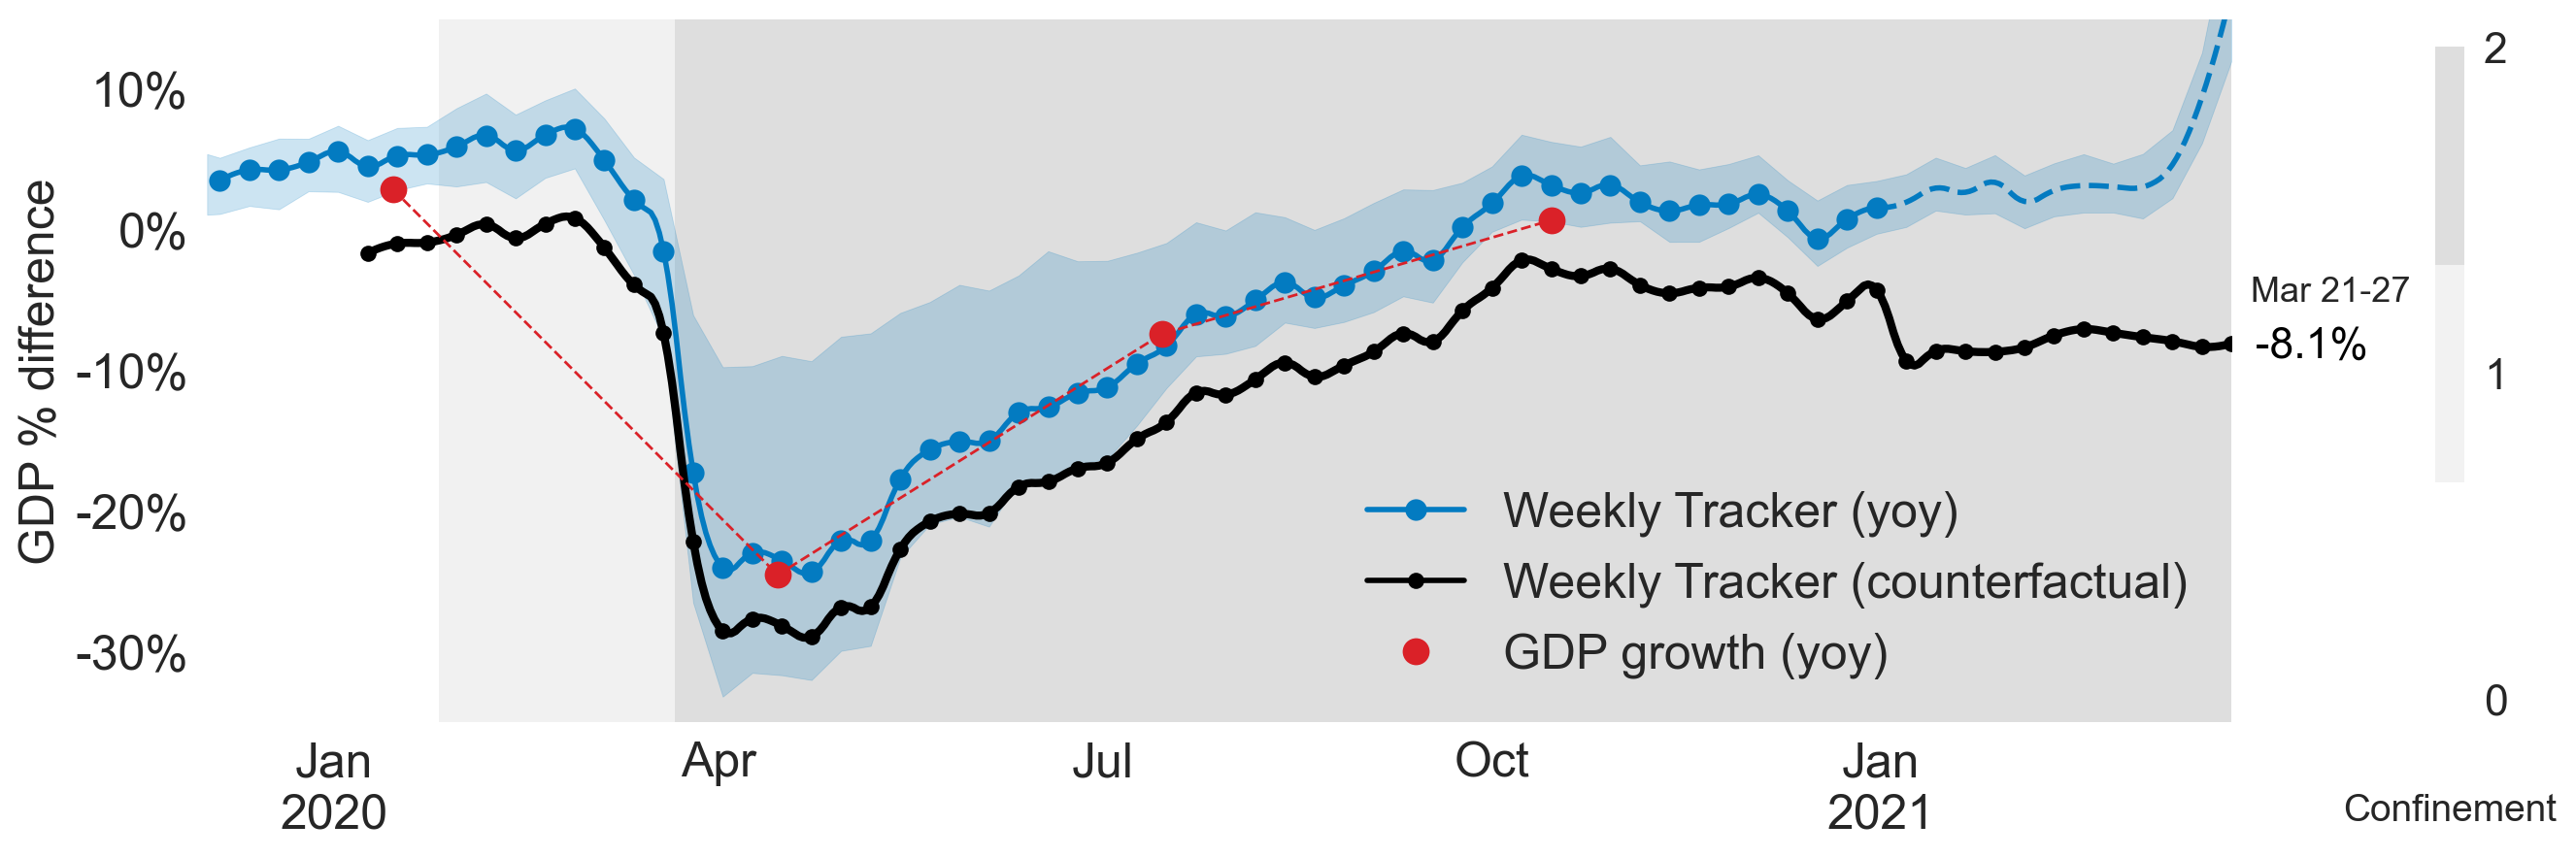 GDP % difference
10%
0%
-10%
-20%
-30%
Jan
2020
Apr
Jul
Oct
Jan
2021
Weekly Tracker (yoy)
Weekly Tracker (counterfactual)
GDP growth (yoy)
Mar 21-27
-8.1%
2
1
0
Confinement